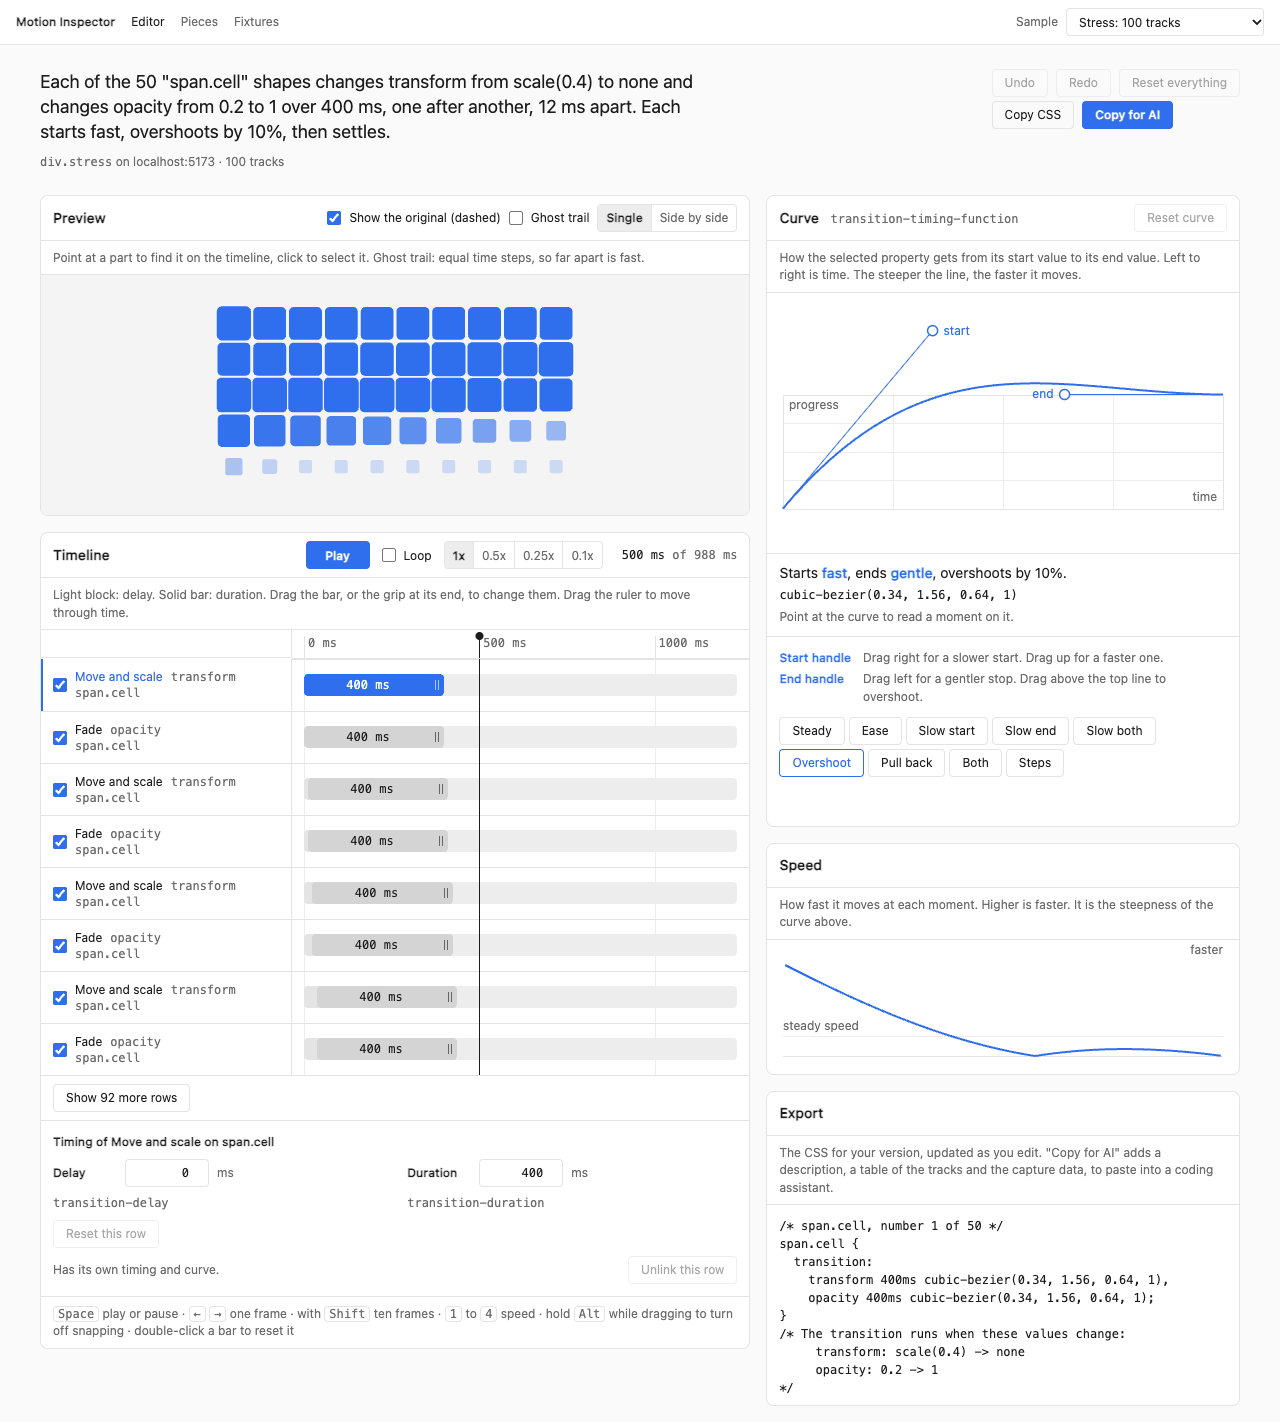 Motion Inspector Editor Pieces Fixtures
Sample Stress: 100 tracks
Each of the 50 "span.cell" shapes changes transform from scale(0.4) to none and
changes opacity from 0.2 to 1 over 400 ms, one after another, 12 ms apart. Each
starts fast, overshoots by 10%, then settles.
div.stress on localhost:5173 · 100 tracks
Undo Redo Reset everything
Copy CSS Copy for AI
Preview Show the original (dashed) Ghost trail Single Side by side
Point at a part to find it on the timeline, click to select it. Ghost trail: equal time steps, so far apart is fast.
Timeline Play Loop 1x 0.5x 0.25x 0.1x 500 ms of 988 ms
Light block: delay. Solid bar: duration. Drag the bar, or the grip at its end, to change them. Drag the ruler to move
through time.
0 ms 500 ms 1000 ms
Move and scale transform
span.cell
400 ms
Fade opacity
span.cell
400 ms
Move and scale transform
span.cell
400 ms
Fade opacity
span.cell
400 ms
Move and scale transform
span.cell
400 ms
Fade opacity
span.cell
400 ms
Move and scale transform
span.cell
400 ms
Fade opacity
span.cell
400 ms
Show 92 more rows
Timing of Move and scale on span.cell
Delay 0 ms Duration 400 ms
transition-delay transition-duration
Reset this row
Has its own timing and curve. Unlink this row
Space play or pause · ← → one frame · with Shift ten frames · 1 to 4 speed · hold Alt while dragging to turn
off snapping · double-click a bar to reset it
Curve transition-timing-function Reset curve
How the selected property gets from its start value to its end value. Left to
right is time. The steeper the line, the faster it moves.
start
end
progress
time
Starts fast, ends gentle, overshoots by 10%.
cubic-bezier(0.34, 1.56, 0.64, 1)
Point at the curve to read a moment on it.
Start handle Drag right for a slower start. Drag up for a faster one.
End handle Drag left for a gentler stop. Drag above the top line to
overshoot.
Steady Ease Slow start Slow end Slow both
Overshoot Pull back Both Steps
Speed
How fast it moves at each moment. Higher is faster. It is the steepness of the
curve above.
faster
steady speed
Export
The CSS for your version, updated as you edit. "Copy for AI" adds a
description, a table of the tracks and the capture data, to paste into a coding
assistant.
/* span.cell, number 1 of 50 */
span.cell {
transition:
transform 400ms cubic-bezier(0.34, 1.56, 0.64, 1),
opacity 400ms cubic-bezier(0.34, 1.56, 0.64, 1);
}
/* The transition runs when these values change:
transform: scale(0.4) -> none
opacity: 0.2 -> 1
*/